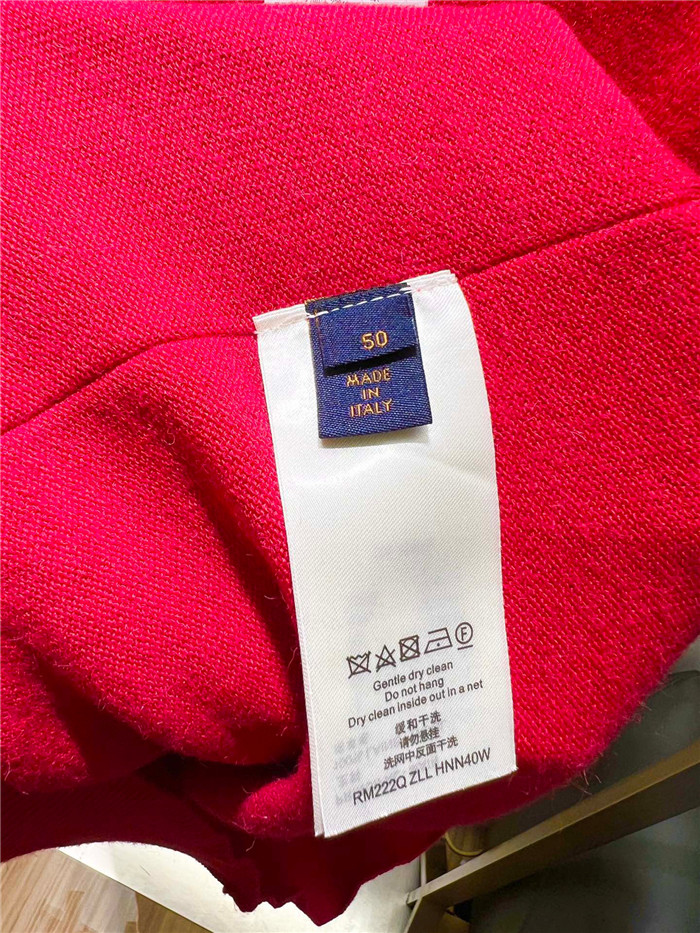 50
MADE
IN
ITALY
F
Gentle dry clean
Do not hang
Dry clean inside out in a net
缓和干洗
请勿悬挂
洗网中反面干洗
RM222Q ZLL HNN40W